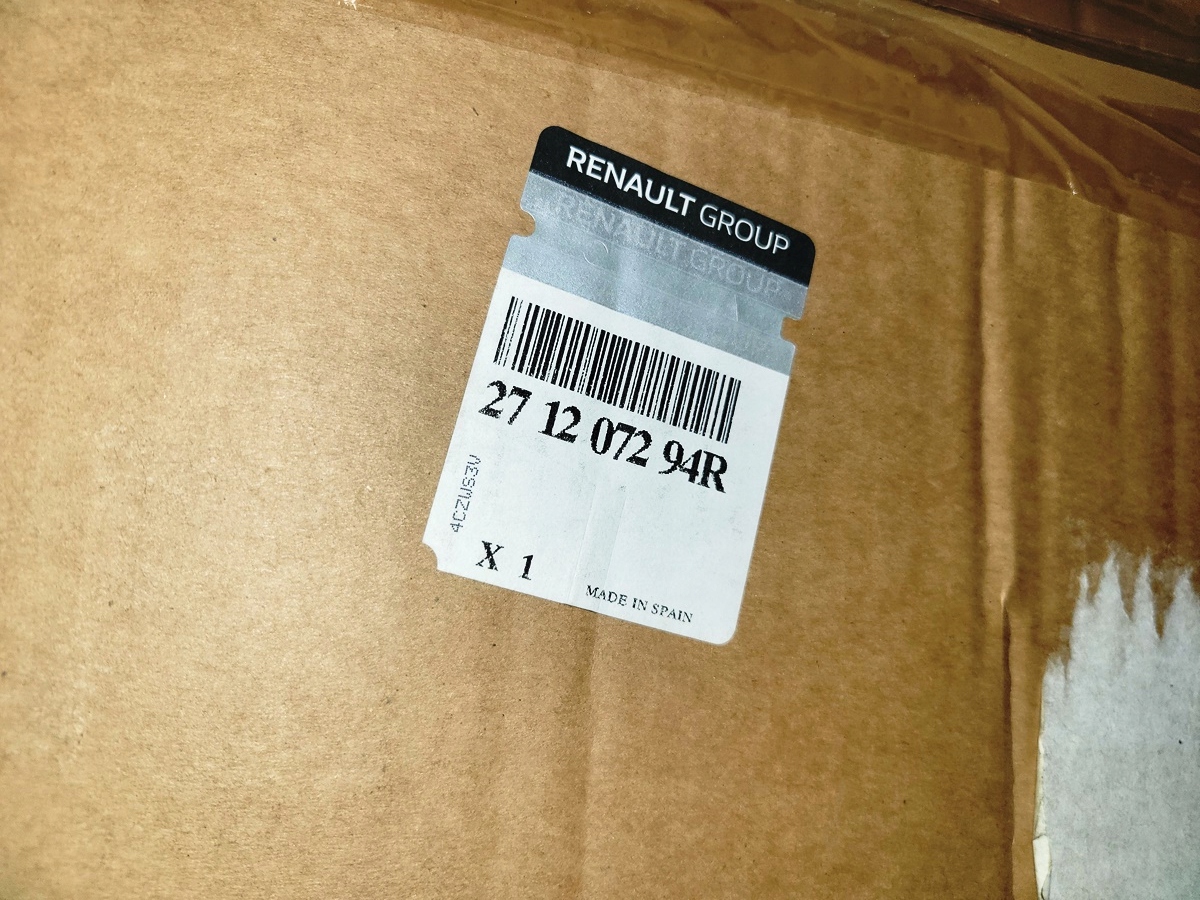 RENAULT GROUP
RENAULT GROUP
27 12 072 94R
4CZWS3V
X 1
MADE IN SPAIN